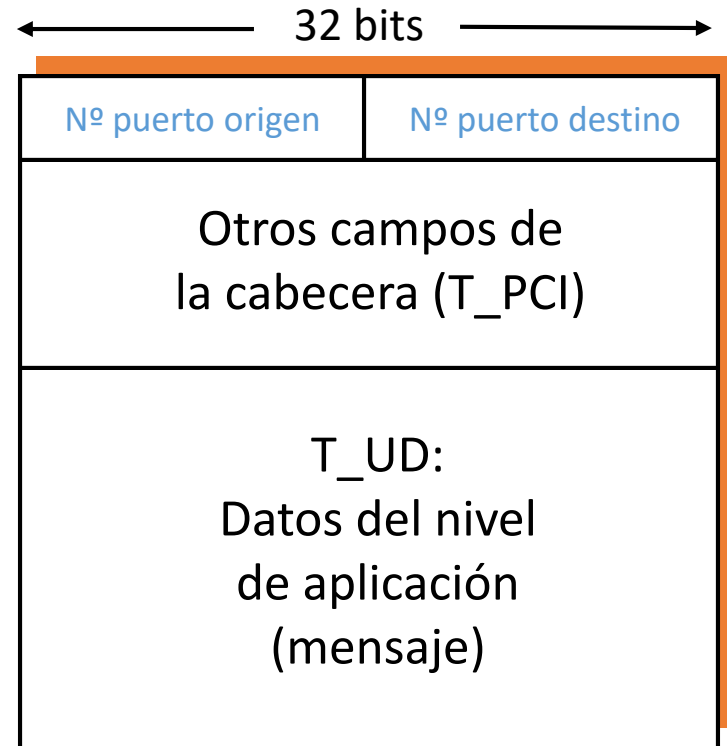 32 bits
Nº puerto origen
Nº puerto destino
Otros campos de
la cabecera (T_PCI)
T_UD:
Datos del nivel
de aplicación
(mensaje)